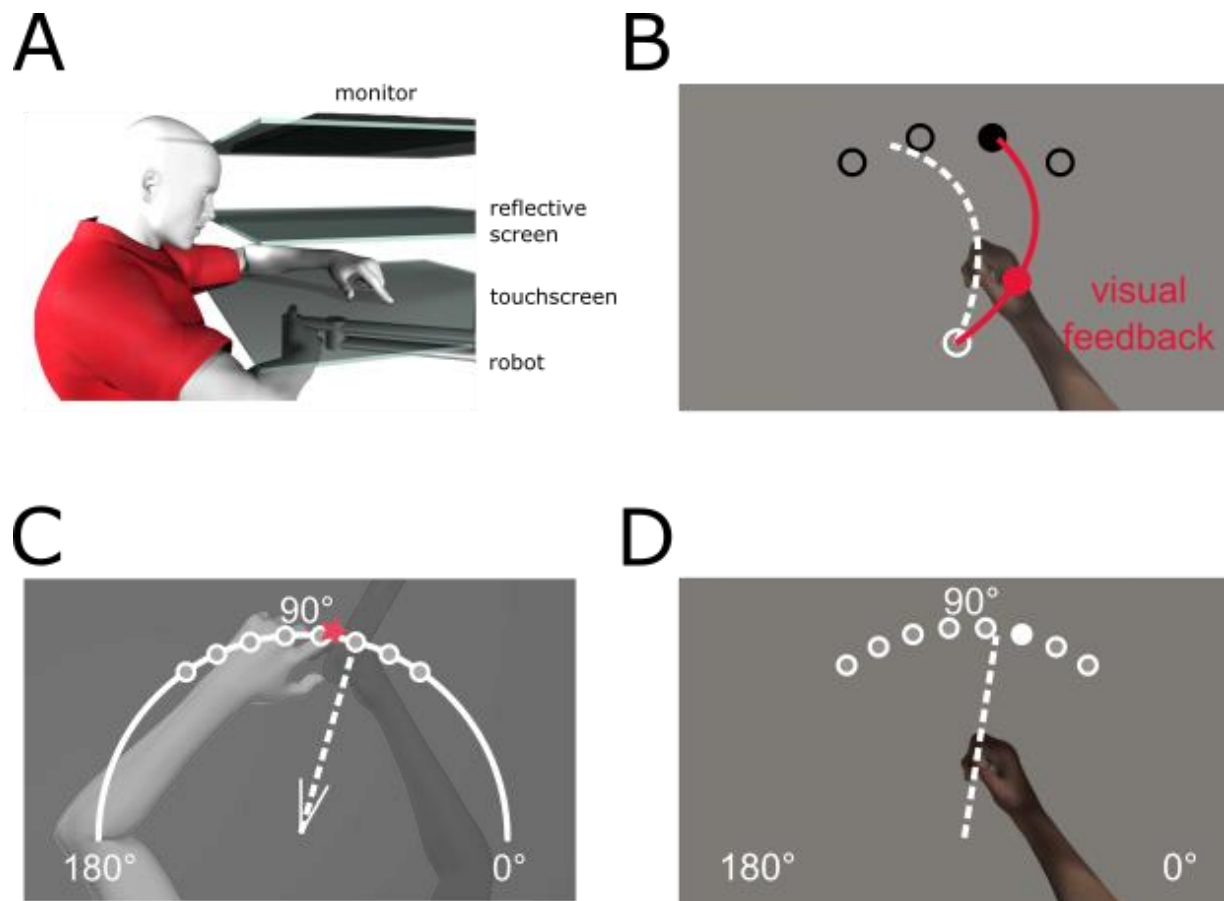 A
monitor
reflective
screen
touchscreen
robot
B
visual
feedback
C
90°
180°
0°
D
90°
180°
0°